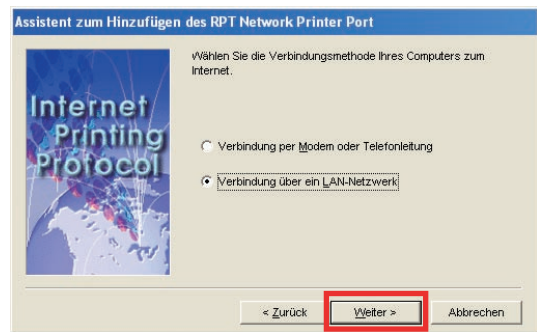 Assistent zum Hinzufügen des RPT Network Printer Port
Wählen Sie die Verbindungsmethode Ihres Computers zum
Internet.
Internet
Printing
Protocol
Verbindung per Modem oder Telefonleitung
Verbindung über ein LAN-Netzwerk
< Zurück
Weiter >
Abbrechen